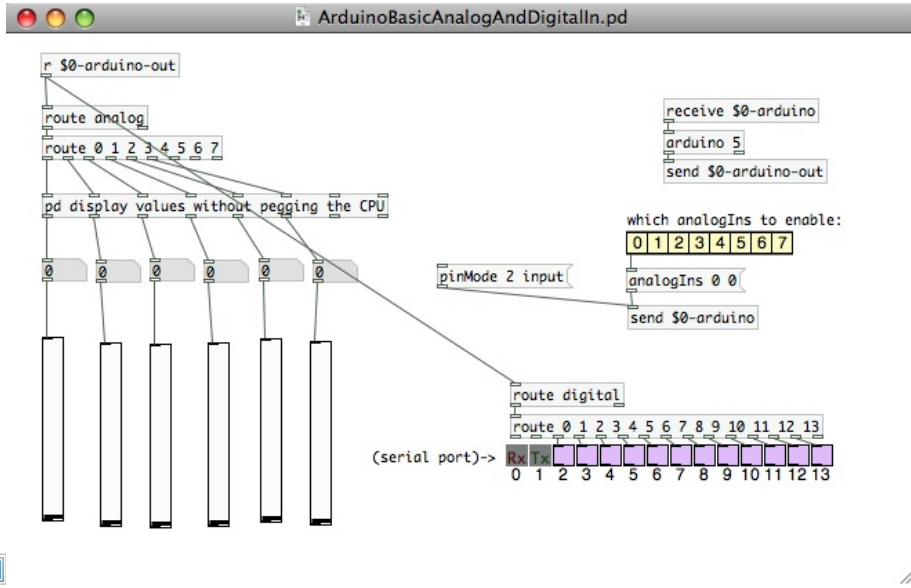 ArduinoBasicAnalogAndDigitalIn.pd
r $0-arduino-out
route analog
route 0 1 2 3 4 5 6 7
pd display values without pegging the CPU
0 0 0 0 0 0
receive $0-arduino
arduino 5
send $0-arduino-out
which analogIns to enable:
0 1 2 3 4 5 6 7
pinMode 2 input
analogIns 0 0
send $0-arduino
route digital
route 0 1 2 3 4 5 6 7 8 9 10 11 12 13
(serial port)-> Rx Tx
0 1 2 3 4 5 6 7 8 9 10 11 12 13